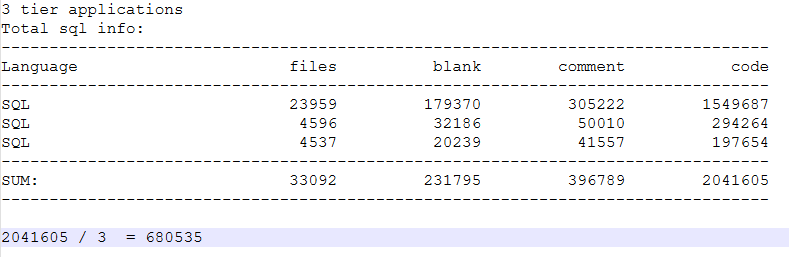 3 tier applications
Total sql info:
--------------------------------------------------------------------------------
Language                      files          blank        comment           code
--------------------------------------------------------------------------------
SQL                           23959         179370         305222        1549687
SQL                            4596          32186          50010         294264
SQL                            4537          20239          41557         197654
--------------------------------------------------------------------------------
SUM:                          33092         231795         396789        2041605
--------------------------------------------------------------------------------
2041605 / 3  = 680535